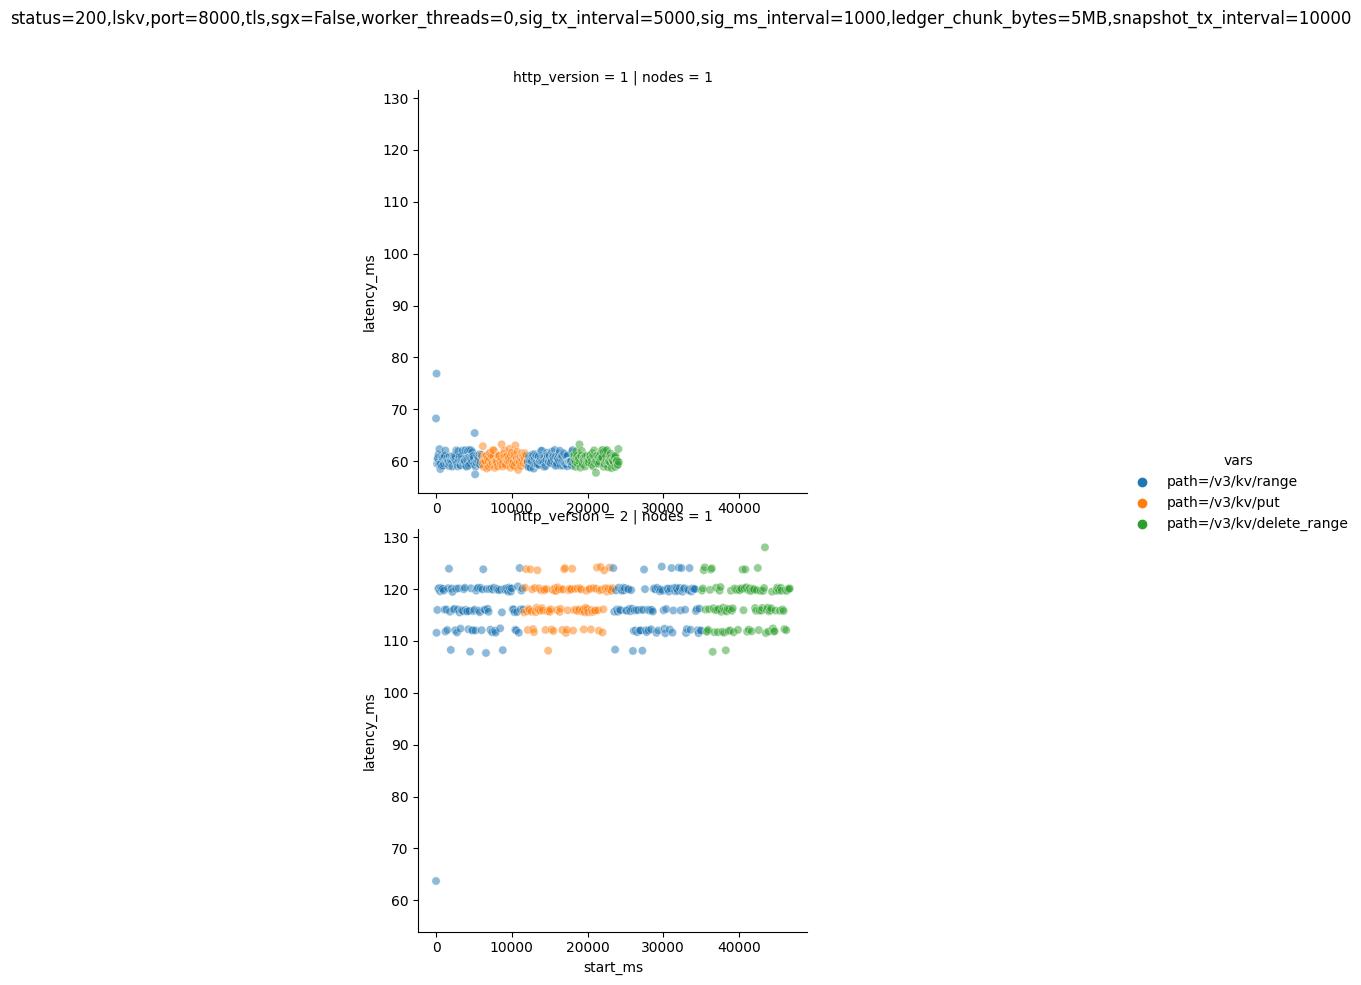 status=200,lskv,port=8000,tls,sgx=False,worker_threads=0,sig_tx_interval=5000,sig_ms_interval=1000,ledger_chunk_bytes=5MB,snapshot_tx_interval=10000
http_version = 1 | nodes = 1
130
120
110
100
90
80
70
60
latency_ms
0 10000 20000 30000 40000
http_version = 2 | nodes = 1
130
120
110
100
90
80
70
60
latency_ms
0 10000 20000 30000 40000
start_ms
vars
path=/v3/kv/range
path=/v3/kv/put
path=/v3/kv/delete_range